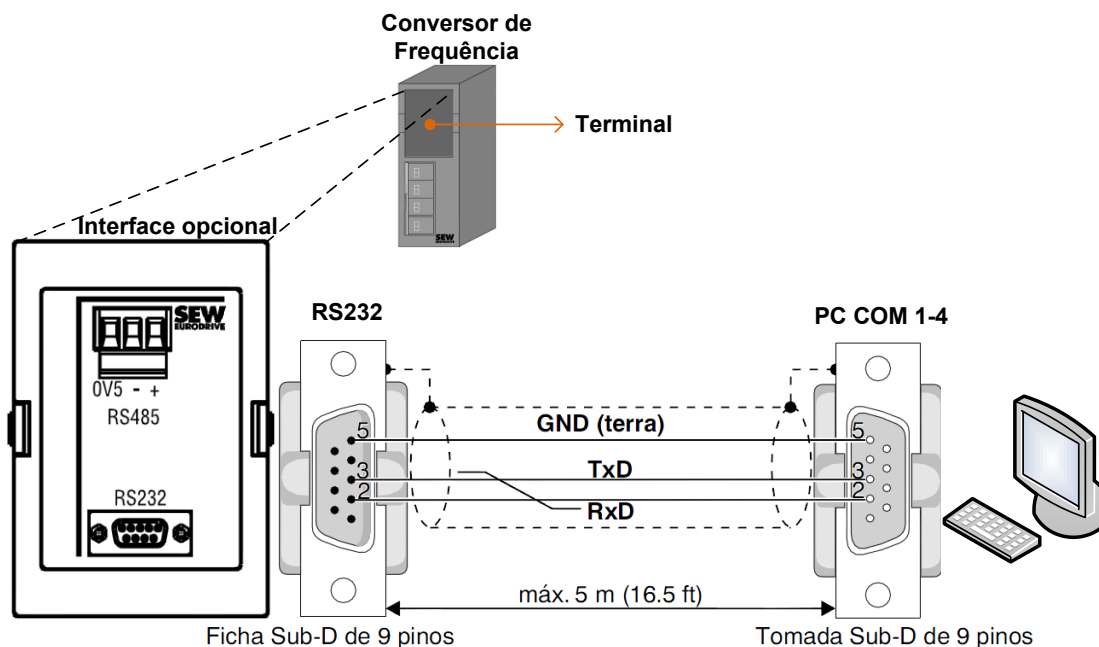 Conversor de
Frequência
Terminal
SEW
Interface opcional
SEW
EURODRIVE
0V5 - +
RS485
RS232
RS232
PC COM 1-4
GND (terra)
5
5
TxD
3
3
2
2
RxD
máx. 5 m (16.5 ft)
Ficha Sub-D de 9 pinos
Tomada Sub-D de 9 pinos